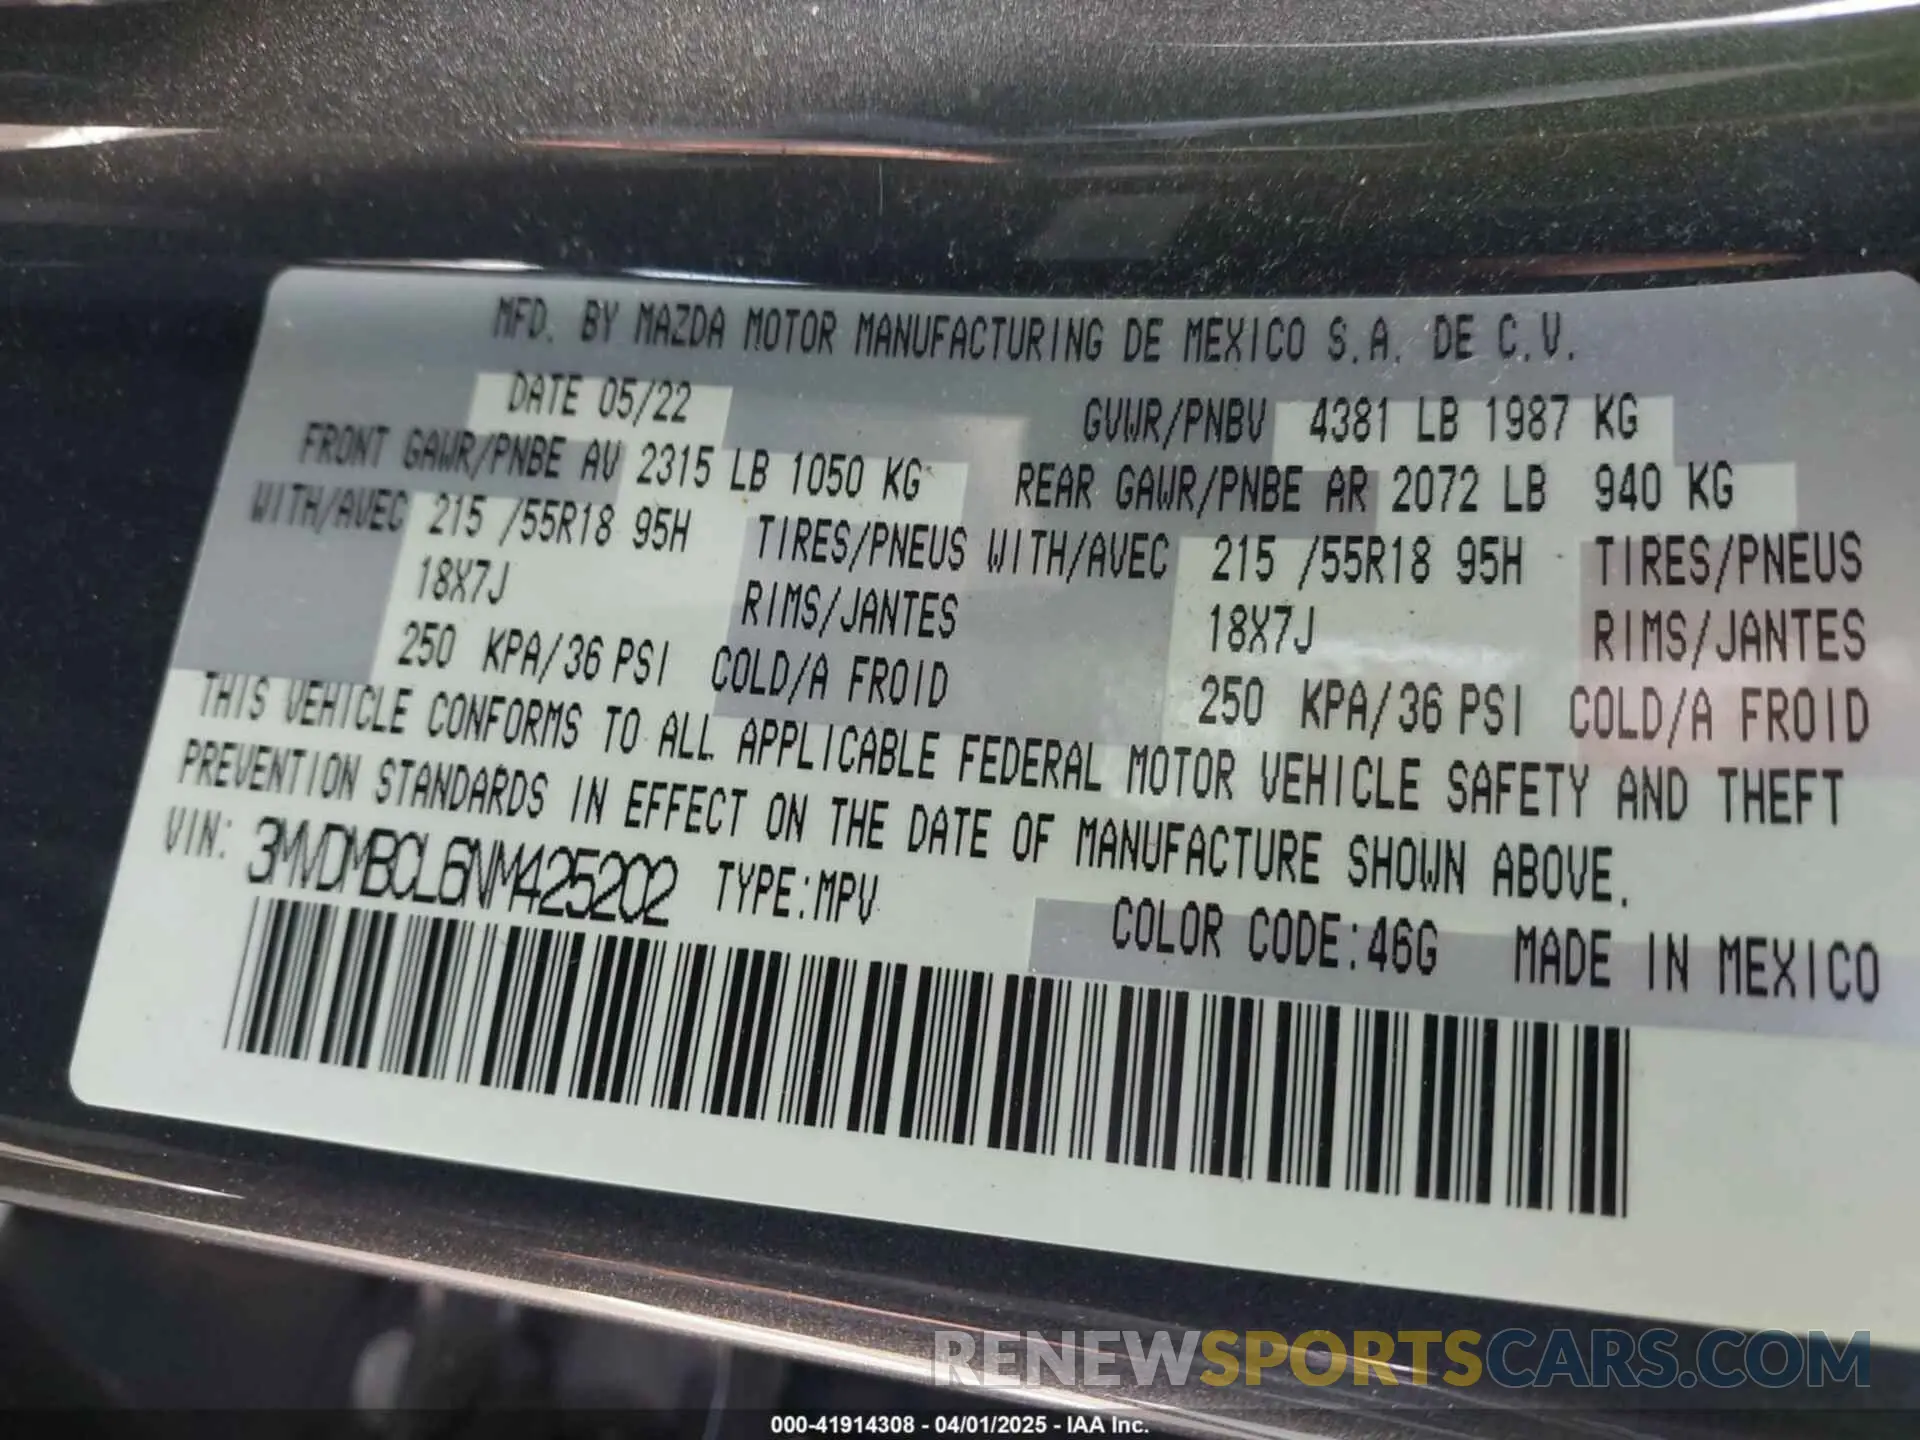 MFD. BY MAZDA MOTOR MANUFACTURING DE MEXICO S.A. DE C.V.
DATE 05/22 GVWR/PNBV 4381 LB 1987 KG
FRONT GAWR/PNBE AV 2315 LB 1050 KG REAR GAWR/PNBE AR 2072 LB 940 KG
WITH/AVEC 215 /55R18 95H TIRES/PNEUS WITH/AVEC 215 /55R18 95H TIRES/PNEUS
18X7J RIMS/JANTES 18X7J RIMS/JANTES
250 KPA/36 PSI COLD/A FROID 250 KPA/36 PSI COLD/A FROID
THIS VEHICLE CONFORMS TO ALL APPLICABLE FEDERAL MOTOR VEHICLE SAFETY AND THEFT
PREVENTION STANDARDS IN EFFECT ON THE DATE OF MANUFACTURE SHOWN ABOVE.
VIN: 3MVDMBCL6NM425202 TYPE:MPV
COLOR CODE:46G MADE IN MEXICO
RENEWSPORTSCARS.COM
000-41914308 - 04/01/2025 - IAA Inc.